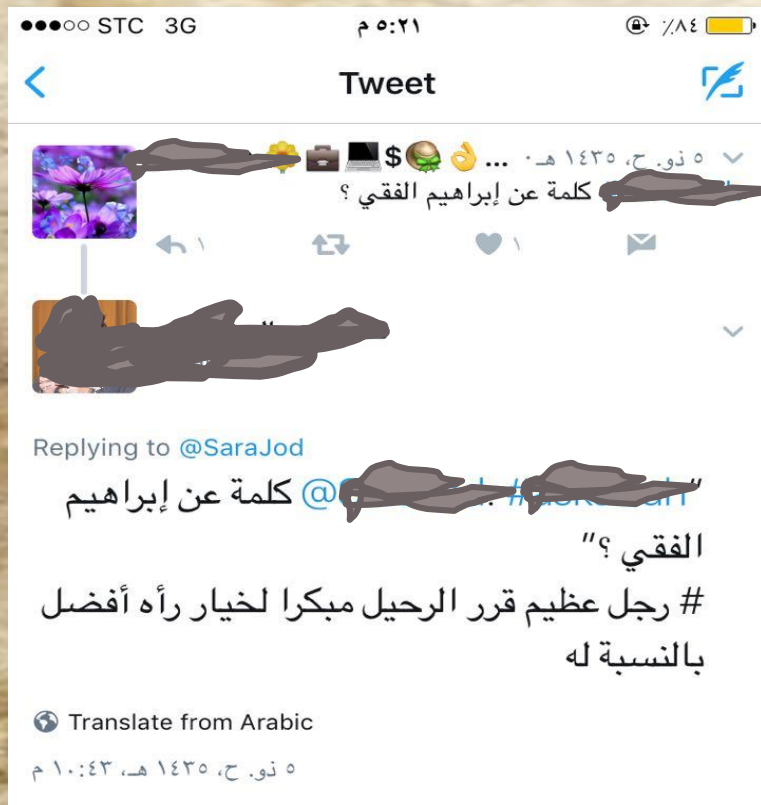 STC 3G ٥:٢١ م ٪٨٤
Tweet
... $ ٥ ذو. ح، ١٤٣٥ هـ
كلمة عن إبراهيم الفقي ؟
١ ١
Replying to @SaraJod
" @ كلمة عن إبراهيم
الفقي ؟"
# رجل عظيم قرر الرحيل مبكرا لخيار رأه أفضل
بالنسبة له
Translate from Arabic
٥ ذو. ح، ١٤٣٥ هـ، ١٠:٤٣ م